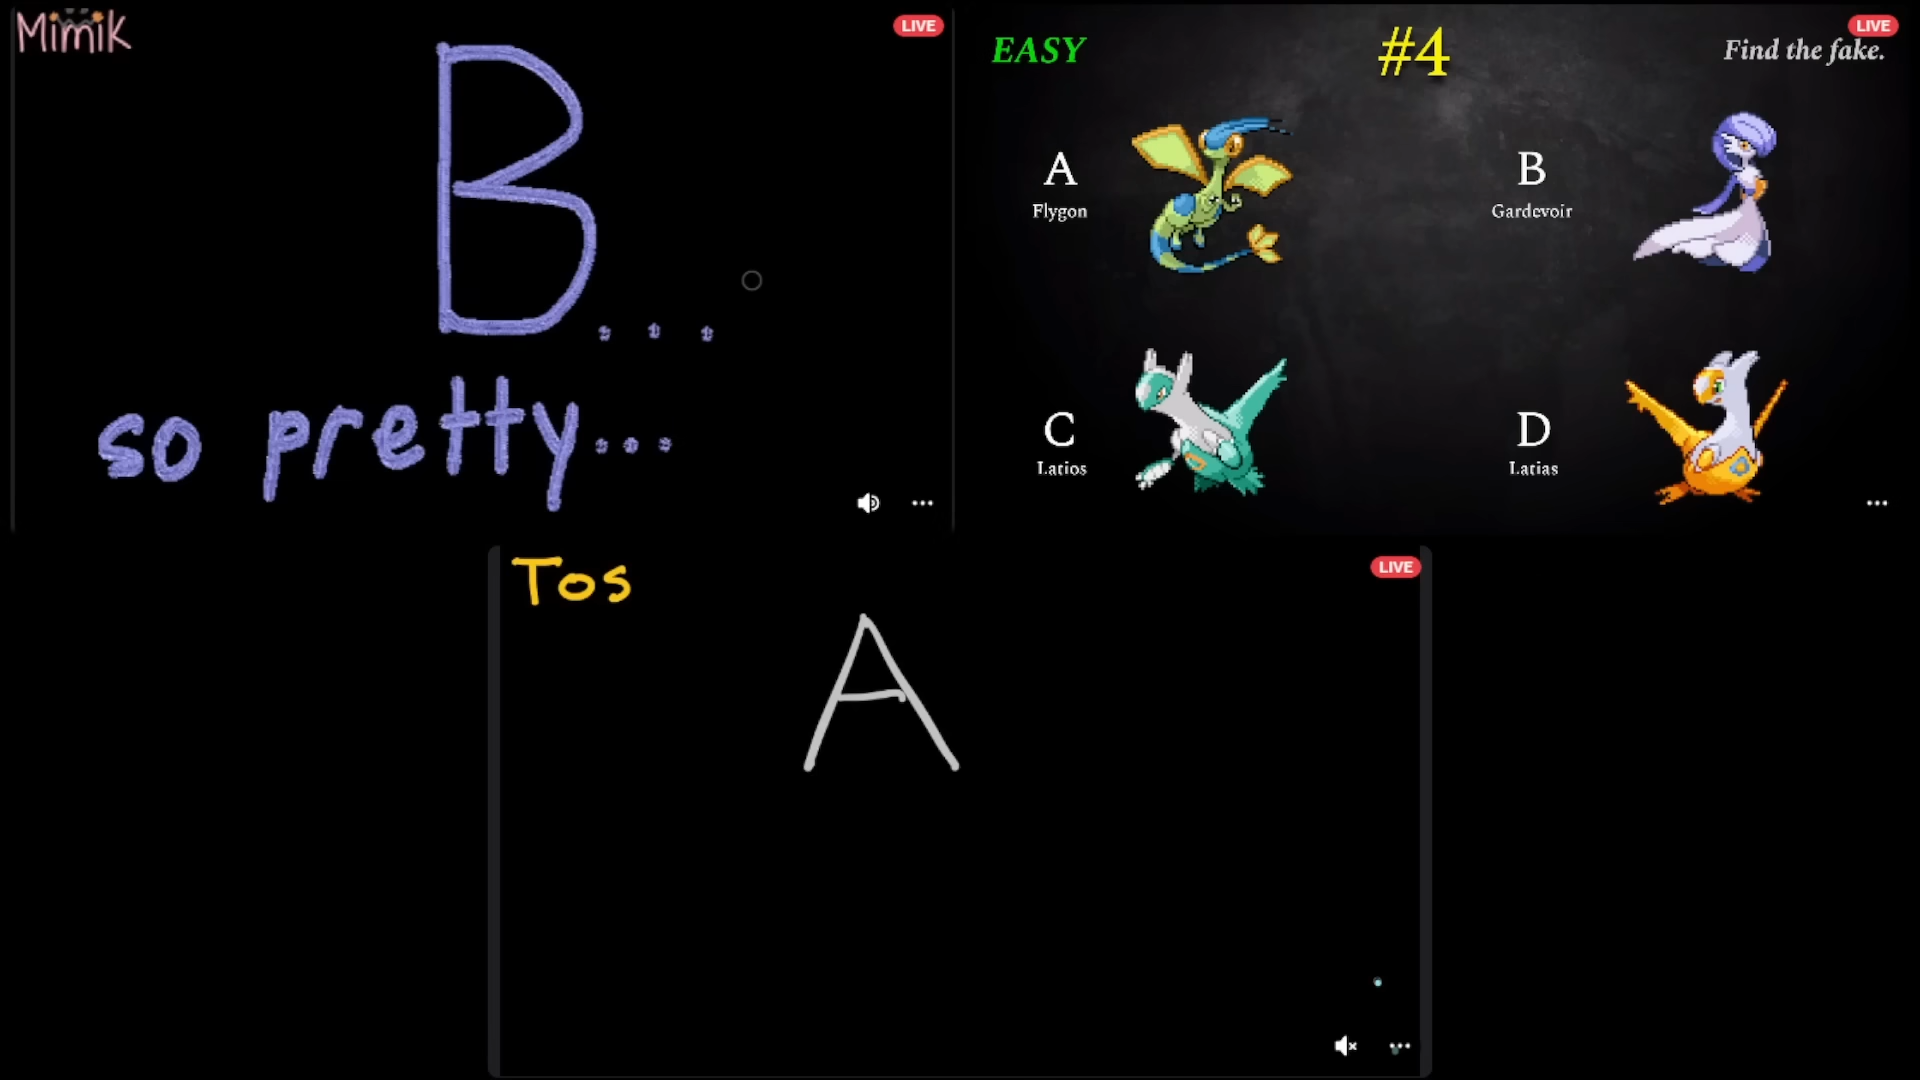 Mimik
LIVE
B...
so pretty...
EASY
#4
LIVE
Find the fake.
A
Flygon
B
Gardevoir
C
Latios
D
Latias
Tos
LIVE
A